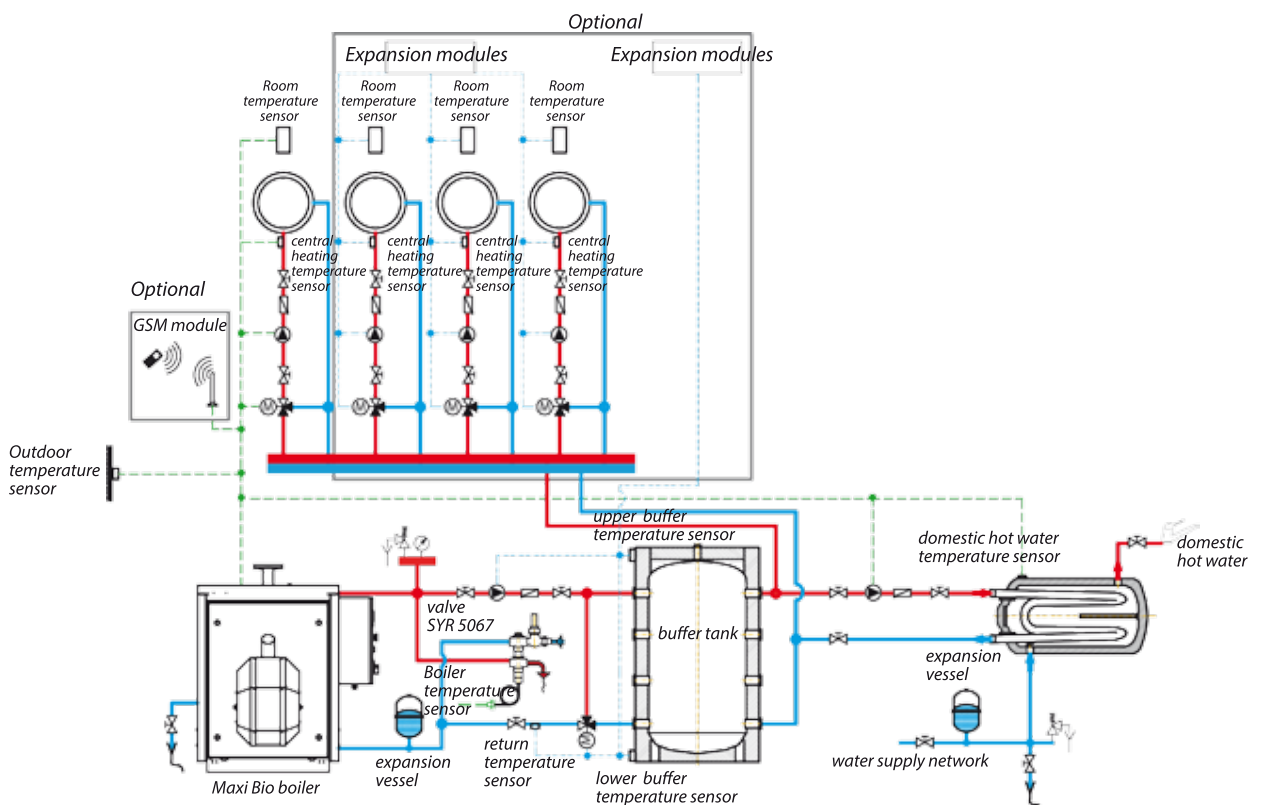 Optional
Expansion modules
Expansion modules
Room
temperature
sensor
Room
temperature
sensor
Room
temperature
sensor
Room
temperature
sensor
central
heating
temperature
sensor
central
heating
temperature
sensor
central
heating
temperature
sensor
central
heating
temperature
sensor
Optional
GSM module
M
M
M
M
Outdoor
temperature
sensor
upper buffer
temperature sensor
domestic hot water
temperature sensor
domestic
hot water
valve
SYR 5067
buffer tank
Boiler
temperature
sensor
expansion
vessel
return
temperature
sensor
M
expansion
vessel
water supply network
Maxi Bio boiler
expansion
vessel
lower buffer
temperature sensor